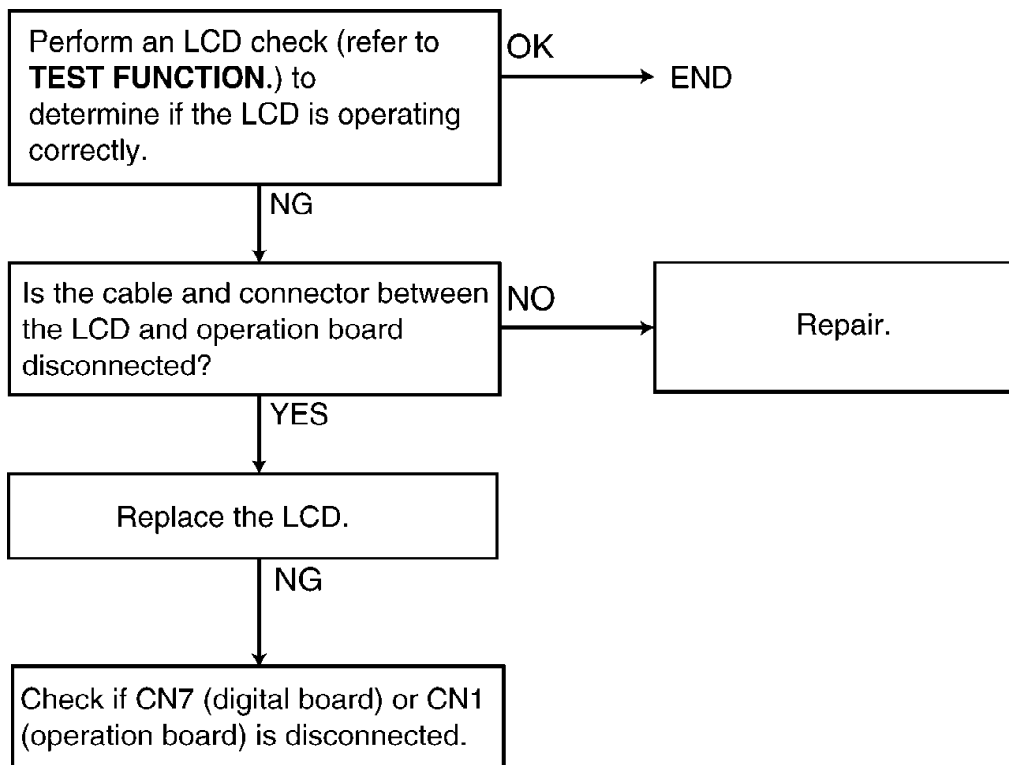 Perform an LCD check (refer to
TEST FUNCTION.) to
determine if the LCD is operating
correctly.
OK
END
NG
Is the cable and connector between
the LCD and operation board
disconnected?
NO
Repair.
YES
Replace the LCD.
NG
Check if CN7 (digital board) or CN1
(operation board) is disconnected.